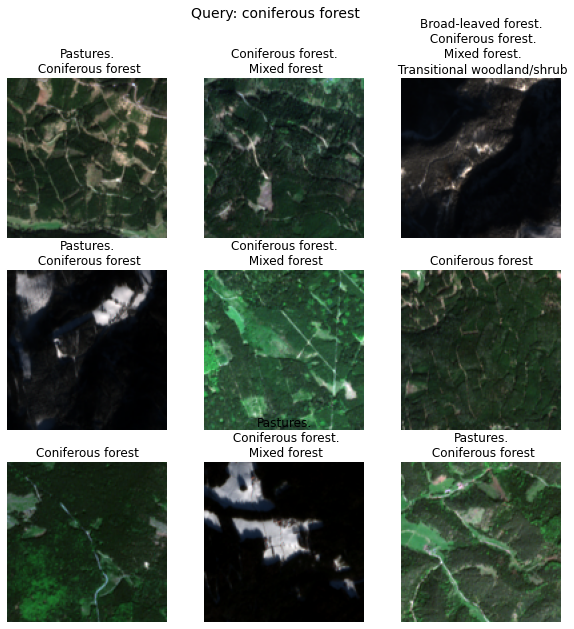 Query: coniferous forest
Pastures.
Coniferous forest
Coniferous forest.
Mixed forest
Broad-leaved forest.
Coniferous forest.
Mixed forest.
Transitional woodland/shrub
Pastures.
Coniferous forest
Coniferous forest.
Mixed forest
Coniferous forest
Coniferous forest
Pastures.
Coniferous forest.
Mixed forest
Pastures.
Coniferous forest